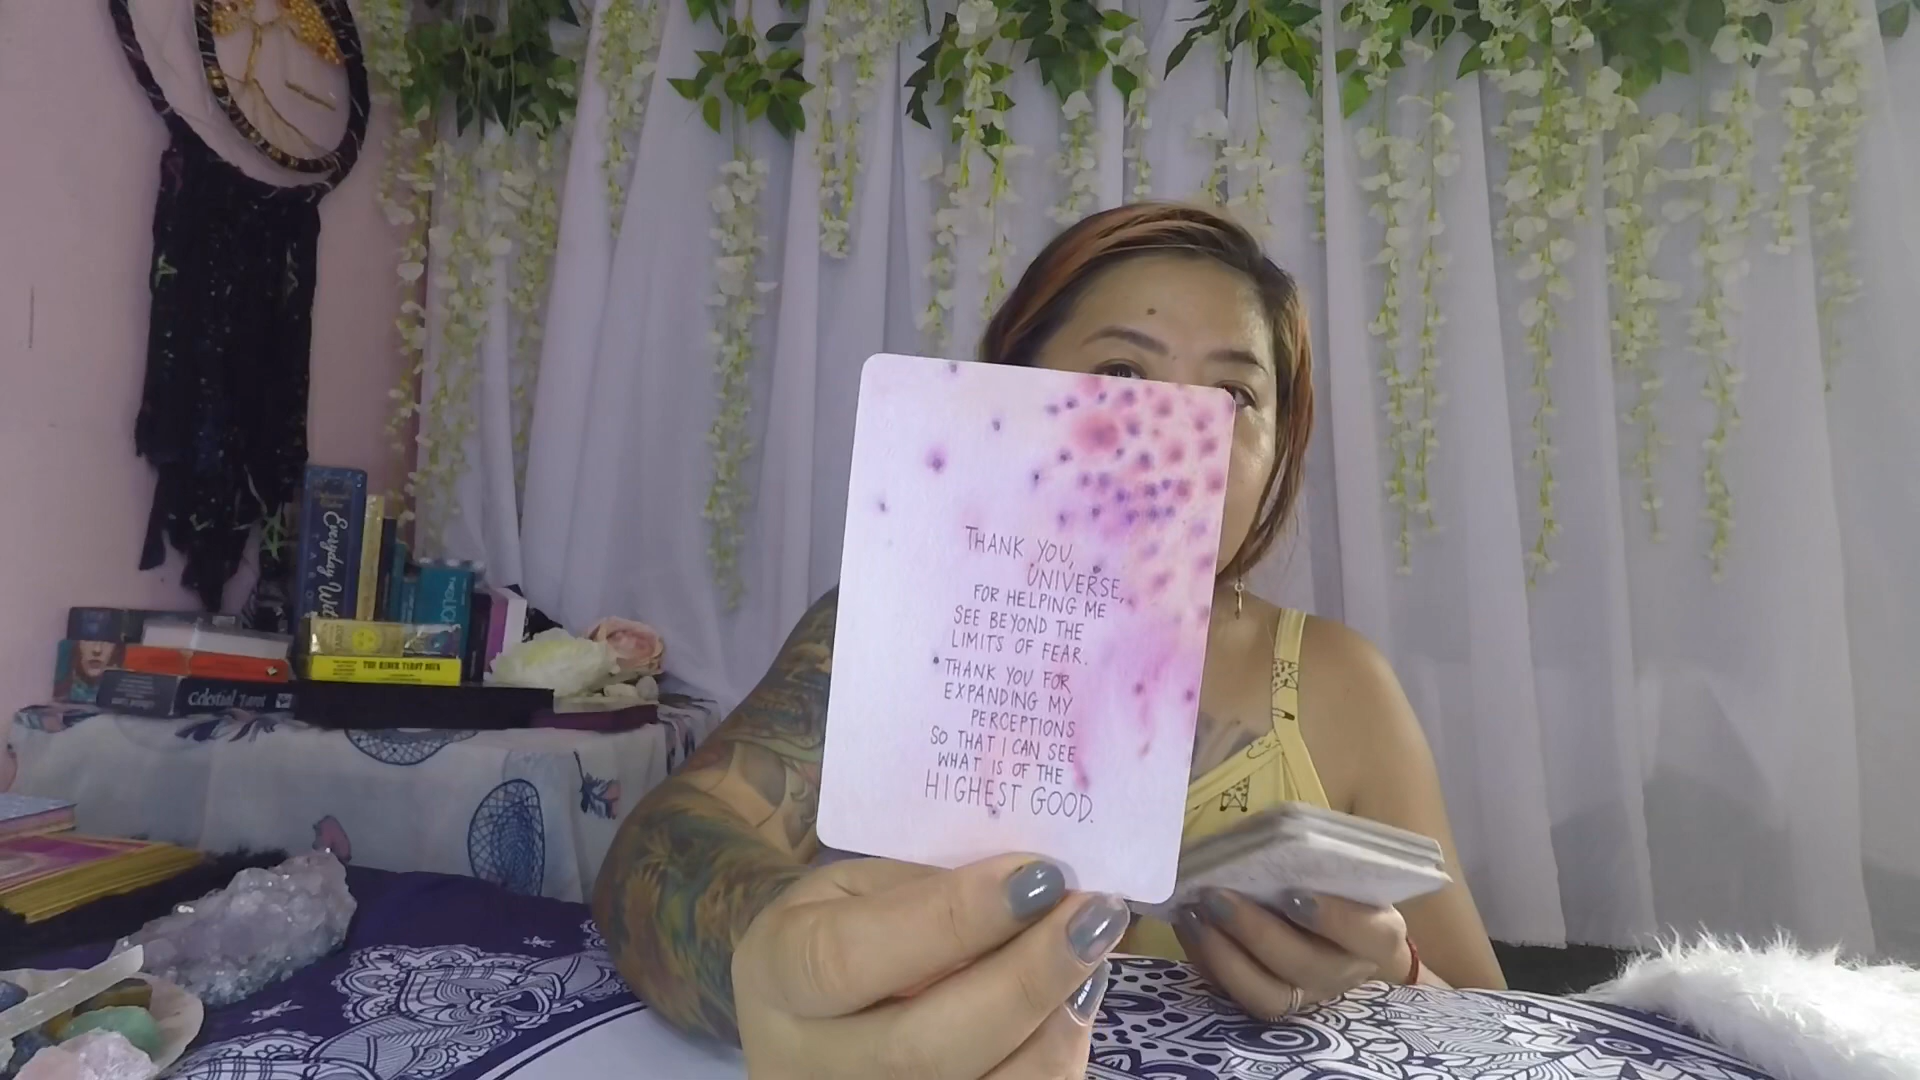 THANK YOU,
UNIVERSE,
FOR HELPING ME
SEE BEYOND THE
LIMITS OF FEAR.
THANK YOU FOR
EXPANDING MY
PERCEPTIONS
SO THAT I CAN SEE
WHAT IS OF THE
HIGHEST GOOD.
Everyday
TAROT
THE RIDER TAROT DECK
Celestial Tarot